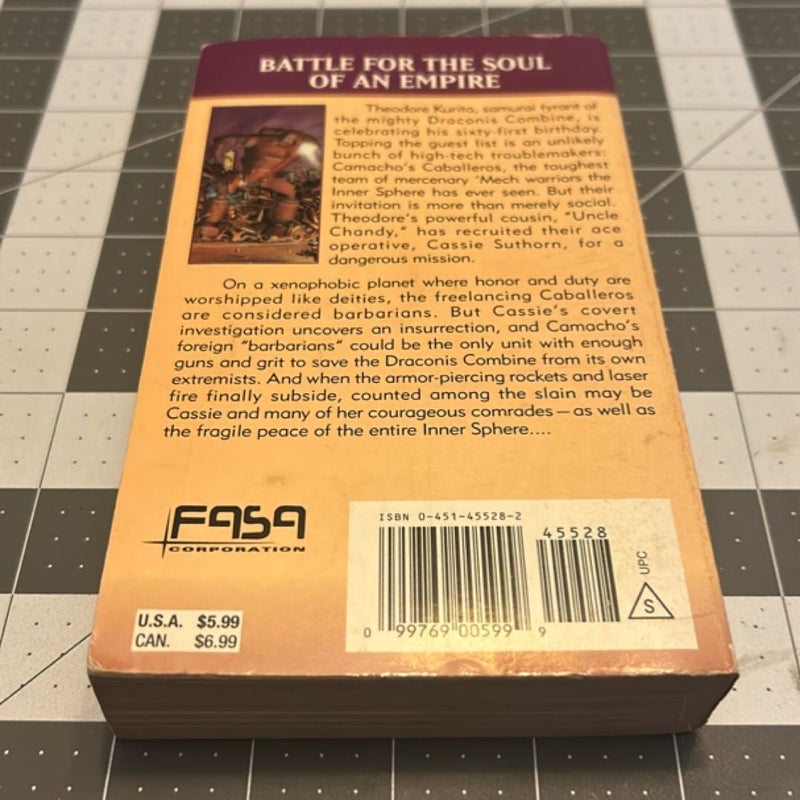 BATTLE FOR THE SOUL
OF AN EMPIRE
Theodore Kurita, samurai tyrant of
the mighty Draconis Combine, is
celebrating his sixty-first birthday.
Topping the guest list is an unlikely
bunch of high-tech troublemakers:
Camacho's Caballeros, the toughest
team of mercenary 'Mech warriors the
Inner Sphere has ever seen. But their
invitation is more than merely social.
Theodore's powerful cousin, "Uncle
Chandy," has recruited their ace
operative, Cassie Suthorn, for a
dangerous mission.
On a xenophobic planet where honor and duty are
worshipped like deities, the freelancing Caballeros
are considered barbarians. But Cassie's covert
investigation uncovers an insurrection, and Camacho's
foreign "barbarians" could be the only unit with enough
guns and grit to save the Draconis Combine from its own
extremists. And when the armor-piercing rockets and laser
fire finally subside, counted among the slain may be
Cassie and many of her courageous comrades—as well as
the fragile peace of the entire Inner Sphere....
FASA
CORPORATION
ISBN 0-451-45528-2
45528
UPC
S
0 99769 00599 9
U.S.A. $5.99
CAN. $6.99